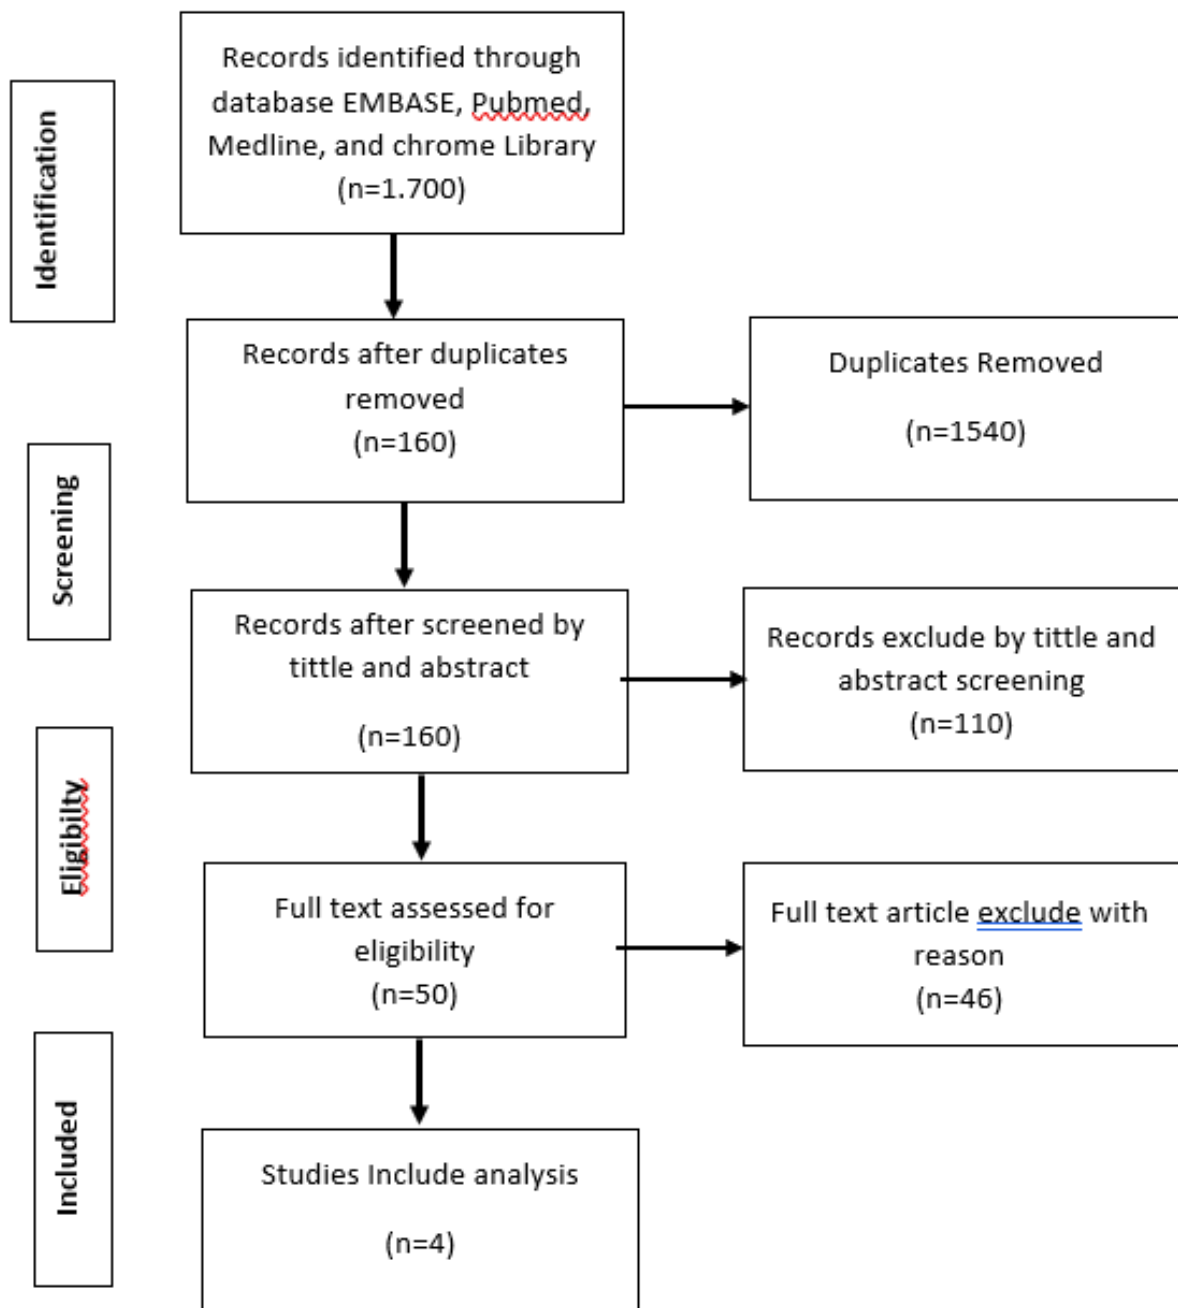 Identification
Records identified through
database EMBASE, Pubmed,
Medline, and chrome Library
(n=1.700)
Records after duplicates
removed
(n=160)
Duplicates Removed
(n=1540)
Screening
Records after screened by
tittle and abstract
(n=160)
Records exclude by tittle and
abstract screening
(n=110)
Eligibilty
Full text assessed for
eligibility
(n=50)
Full text article exclude with
reason
(n=46)
Included
Studies Include analysis
(n=4)